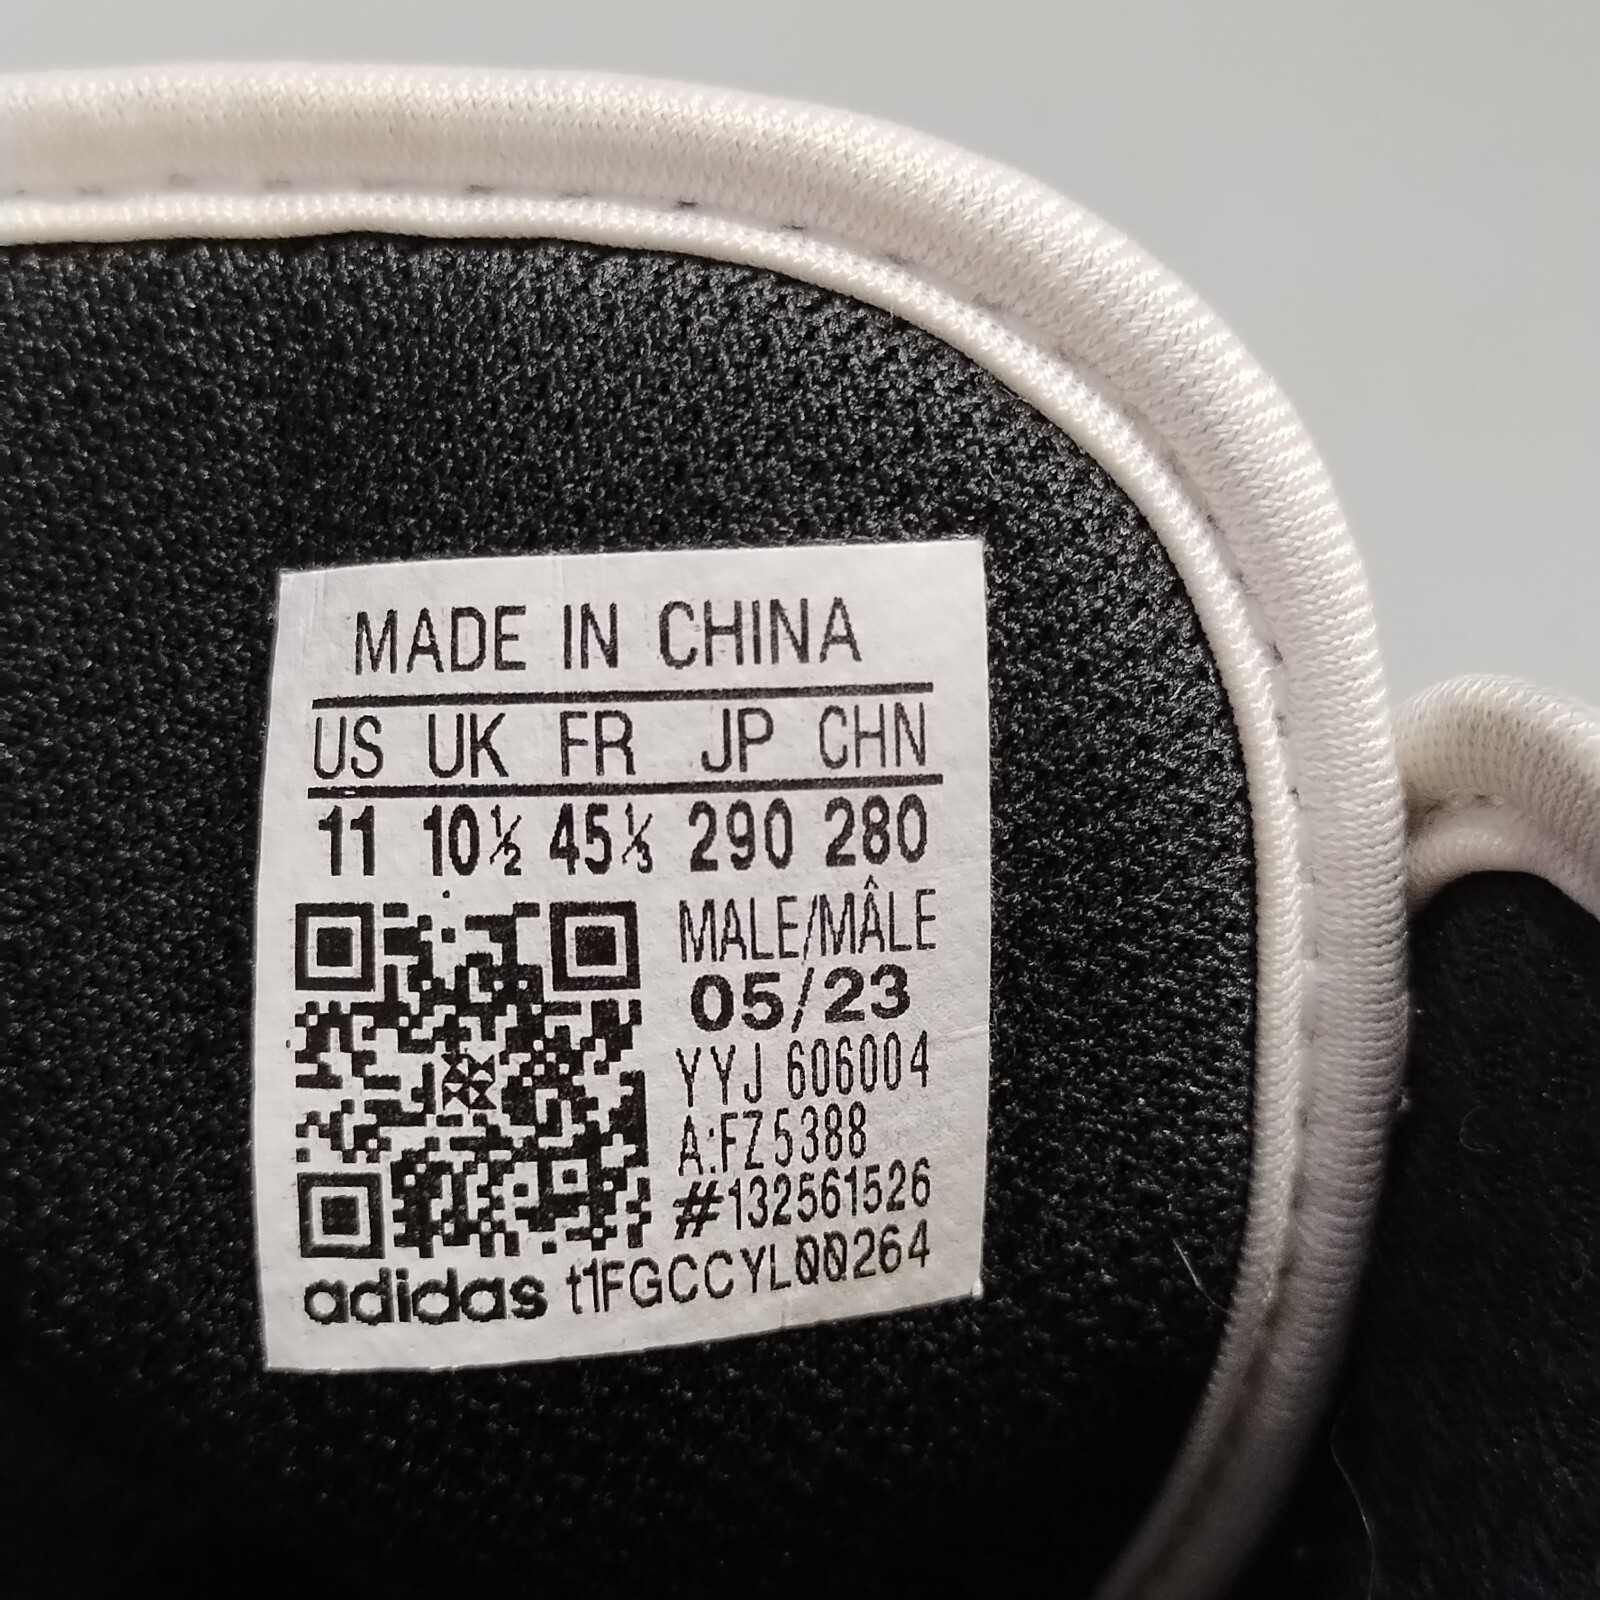 MADE IN CHINA
US UK FR JP CHN
11 10½ 45⅓ 290 280
MALE/MÂLE
05/23
YYJ 606004
A:FZ5388
#132561526
adidas t1FGCCYL00264